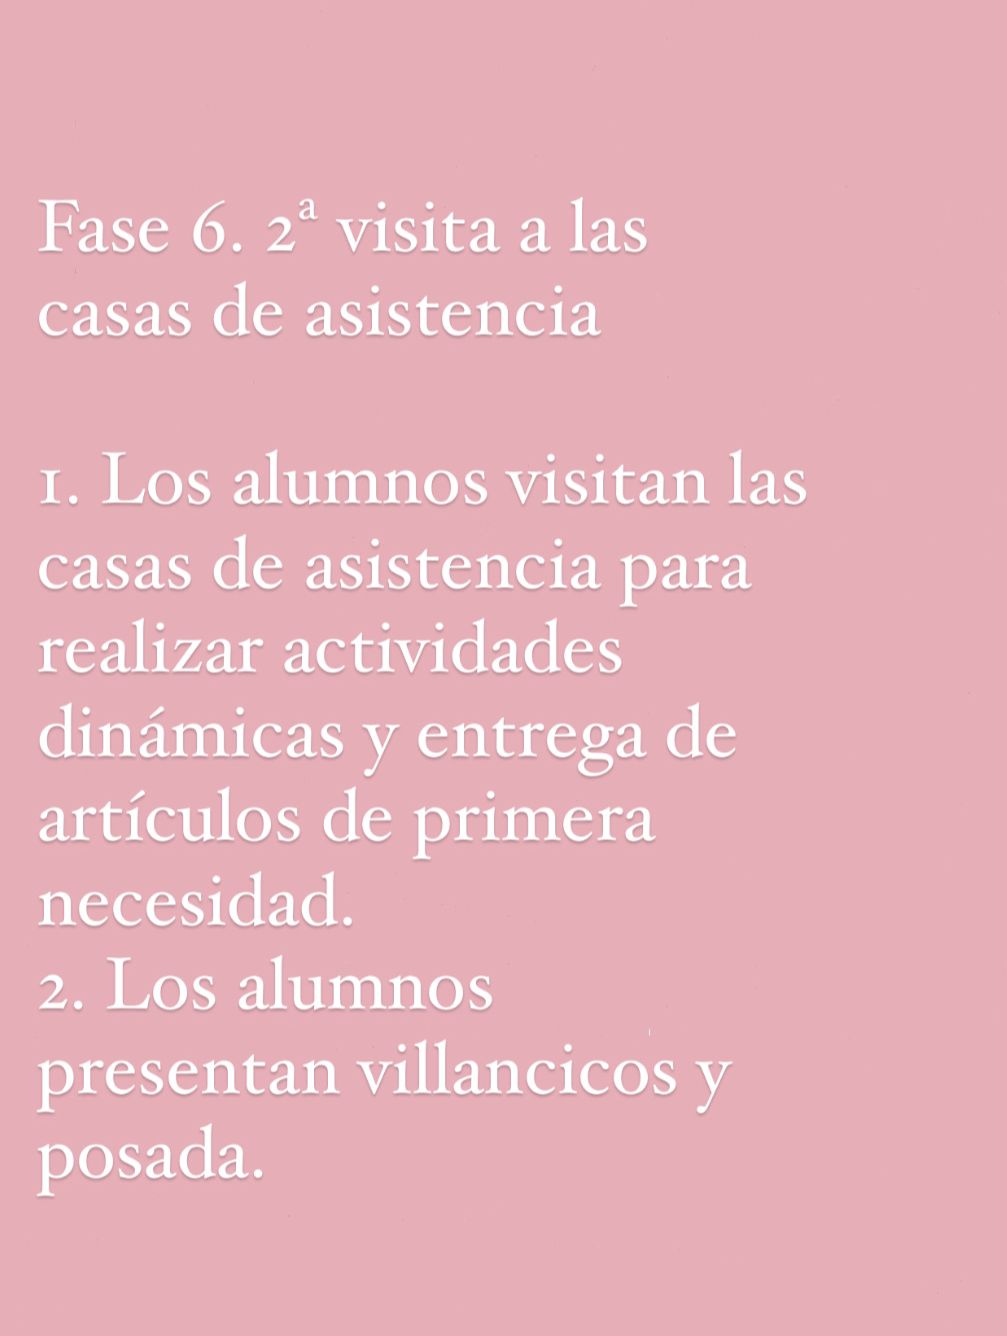 Fase 6. 2ª visita a las
casas de asistencia
1. Los alumnos visitan las
casas de asistencia para
realizar actividades
dinámicas y entrega de
artículos de primera
necesidad.
2. Los alumnos
presentan villancicos y
posada.